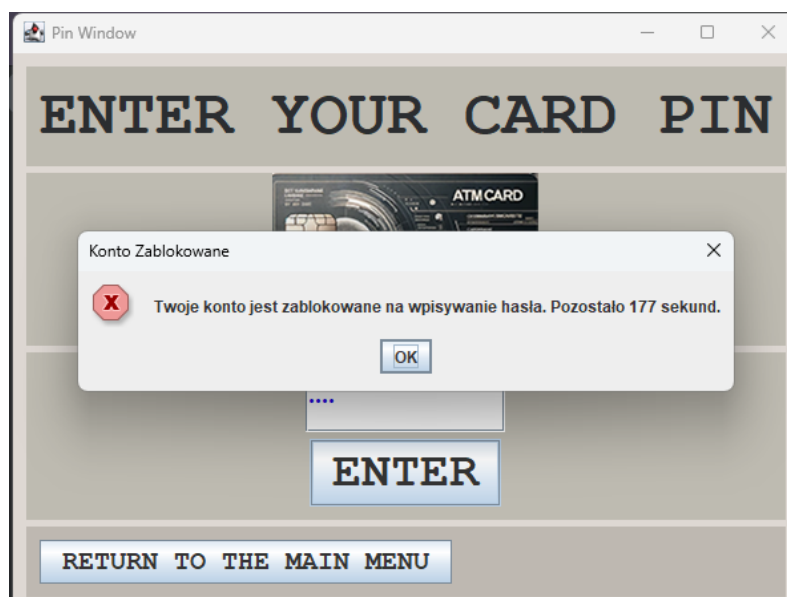 Pin Window
ENTER YOUR CARD PIN
ATM CARD
Konto Zablokowane
Twoje konto jest zablokowane na wpisywanie hasła. Pozostało 177 sekund.
OK
••••
ENTER
RETURN TO THE MAIN MENU